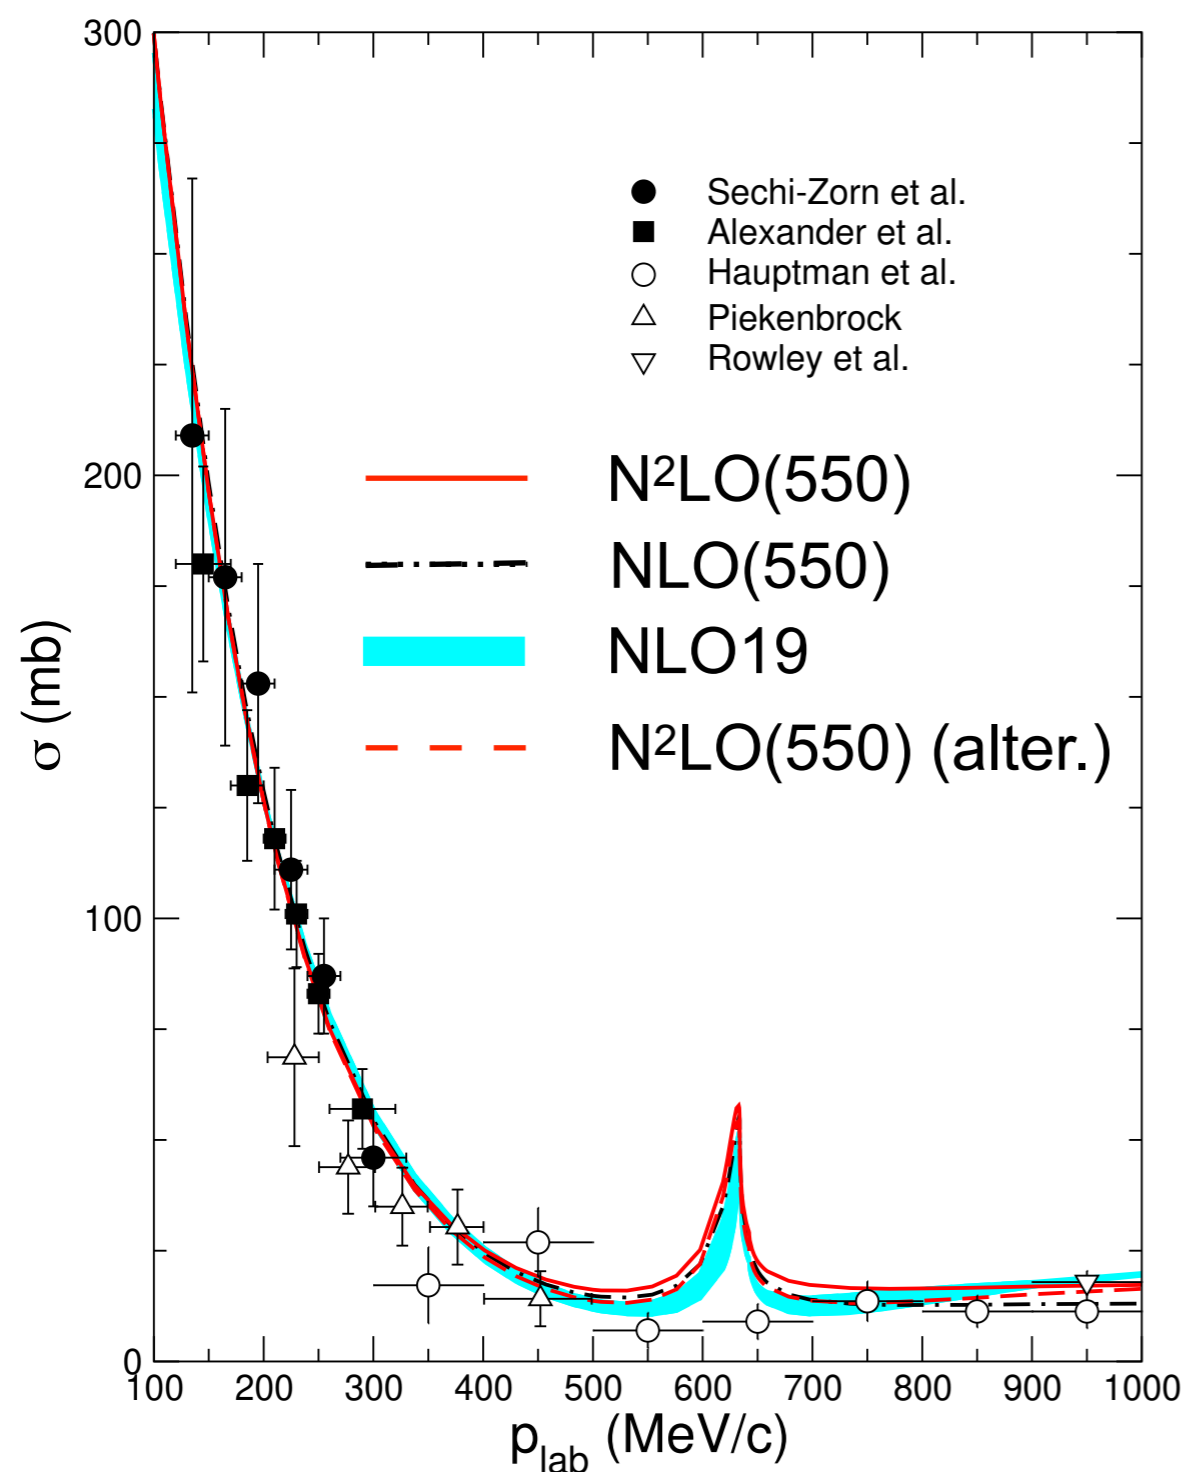 300
200
100
0
σ (mb)
Sechi-Zorn et al.
Alexander et al.
Hauptman et al.
Piekenbrock
Rowley et al.
N²LO(550)
NLO(550)
NLO19
N²LO(550) (alter.)
100 200 300 400 500 600 700 800 900 1000
p_lab (MeV/c)